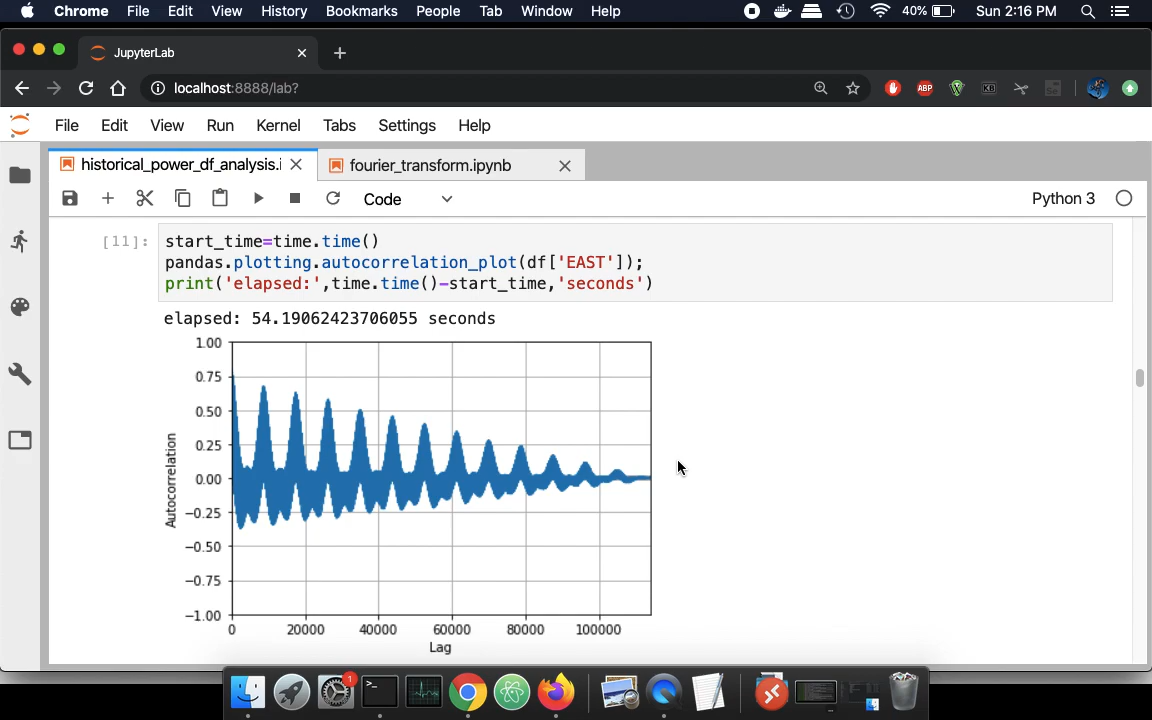 Chrome File Edit View History Bookmarks People Tab Window Help 40% Sun 2:16 PM
JupyterLab
localhost:8888/lab? ABP
File Edit View Run Kernel Tabs Settings Help
historical_power_df_analysis.i fourier_transform.ipynb
Code Python 3
[11]: start_time=time.time()
pandas.plotting.autocorrelation_plot(df['EAST']);
print('elapsed:',time.time()-start_time,'seconds')
elapsed: 54.19062423706055 seconds
1.00
0.75
0.50
0.25
0.00
−0.25
−0.50
−0.75
−1.00
Autocorrelation
0 20000 40000 60000 80000 100000
Lag
1
>_